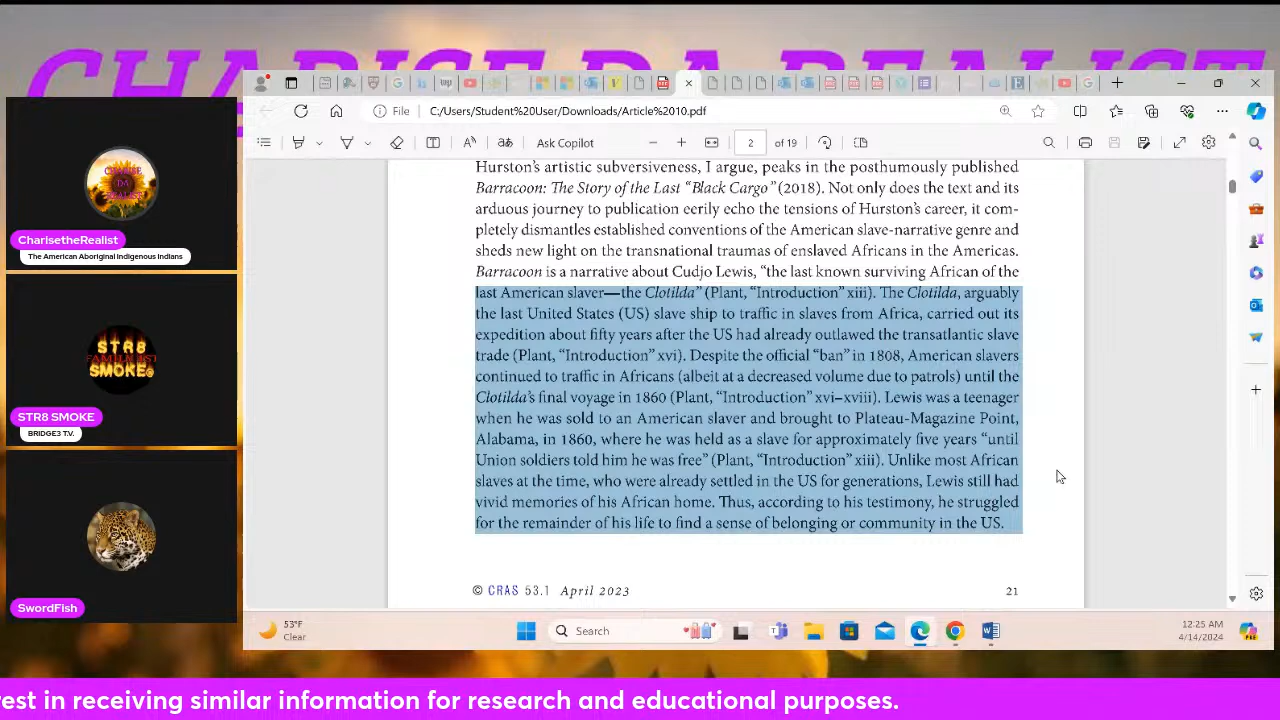 CHARISE DA REALIST
File
C:/Users/Student%20User/Downloads/Article%2010.pdf
Ask Copilot
2
of 19
Hurston's artistic subversiveness, I argue, peaks in the posthumously published
Barracoon: The Story of the Last "Black Cargo" (2018). Not only does the text and its
arduous journey to publication eerily echo the tensions of Hurston's career, it com-
pletely dismantles established conventions of the American slave-narrative genre and
sheds new light on the transnational traumas of enslaved Africans in the Americas.
Barracoon is a narrative about Cudjo Lewis, "the last known surviving African of the
last American slaver—the Clotilda" (Plant, "Introduction" xiii). The Clotilda, arguably
the last United States (US) slave ship to traffic in slaves from Africa, carried out its
expedition about fifty years after the US had already outlawed the transatlantic slave
trade (Plant, "Introduction" xvi). Despite the official "ban" in 1808, American slavers
continued to traffic in Africans (albeit at a decreased volume due to patrols) until the
Clotilda's final voyage in 1860 (Plant, "Introduction" xvi–xviii). Lewis was a teenager
when he was sold to an American slaver and brought to Plateau-Magazine Point,
Alabama, in 1860, where he was held as a slave for approximately five years "until
Union soldiers told him he was free" (Plant, "Introduction" xiii). Unlike most African
slaves at the time, who were already settled in the US for generations, Lewis still had
vivid memories of his African home. Thus, according to his testimony, he struggled
for the remainder of his life to find a sense of belonging or community in the US.
© CRAS 53.1 April 2023
21
CHARISE
DA
REALIST
CharisetheRealist
The American Aboriginal Indigenous Indians
STR8
FAMILI
SMOKE
STR8 SMOKE
BRIDGE3 T.V.
SwordFish
53°F
Clear
Search
12:25 AM
4/14/2024
rest in receiving similar information for research and educational purposes.